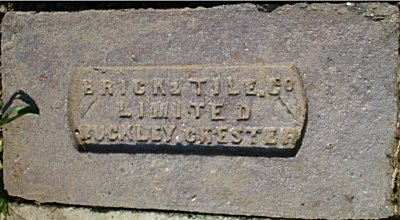 BRICK & TILE. CO
LIMITED
BUCKLEY. CHESTER